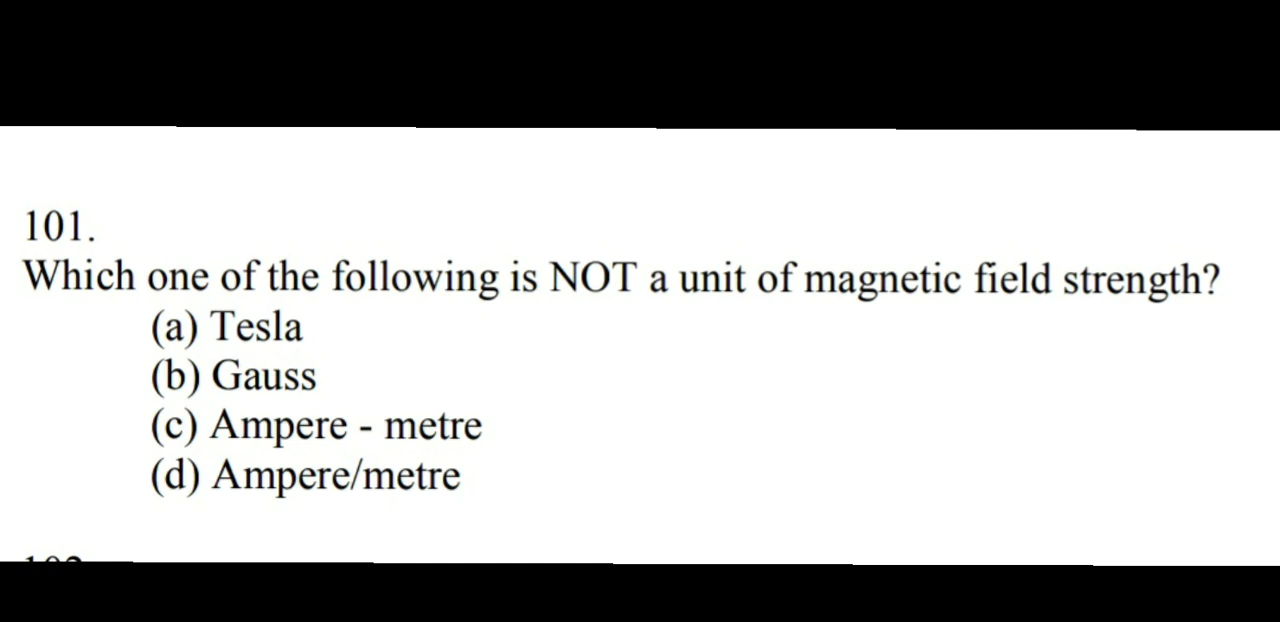 101.
Which one of the following is NOT a unit of magnetic field strength?
(a) Tesla
(b) Gauss
(c) Ampere - metre
(d) Ampere/metre